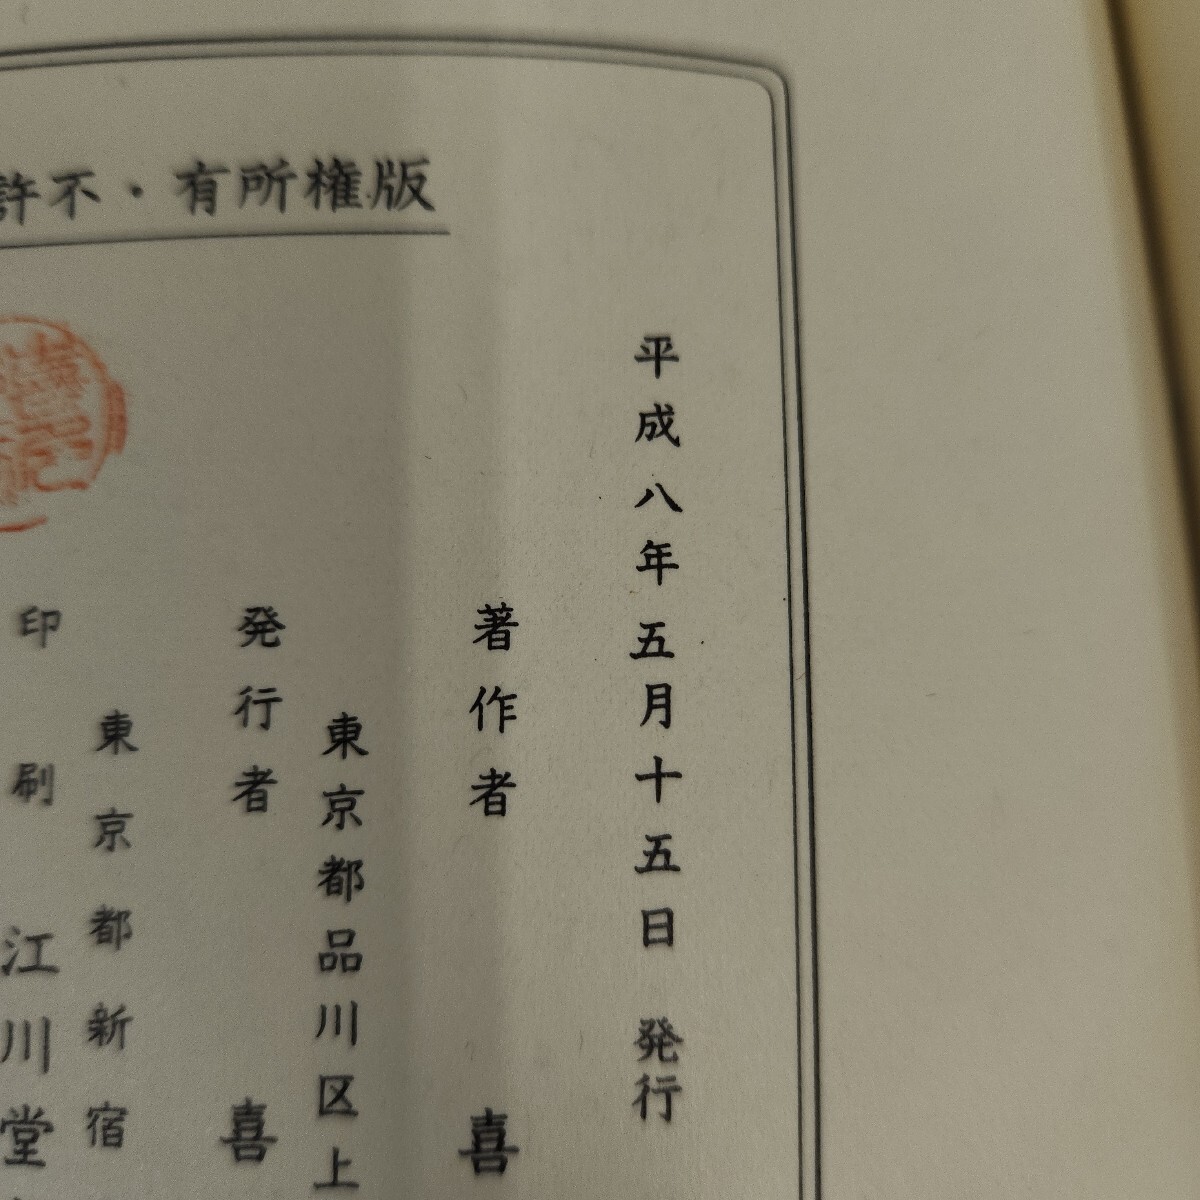 版権所有・不許
平成八年五月十五日 発行
著作者 喜
東京都品川区上
発行者 喜
東京都新宿
印刷 江川堂